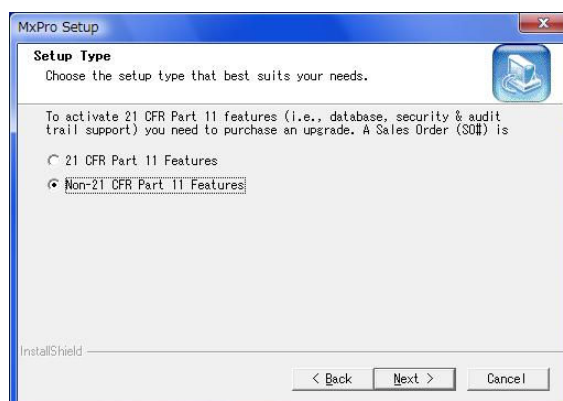 MxPro Setup
Setup Type
Choose the setup type that best suits your needs.
To activate 21 CFR Part 11 features (i.e., database, security & audit
trail support) you need to purchase an upgrade. A Sales Order (SO#) is
21 CFR Part 11 Features
Non-21 CFR Part 11 Features
InstallShield
< Back
Next >
Cancel